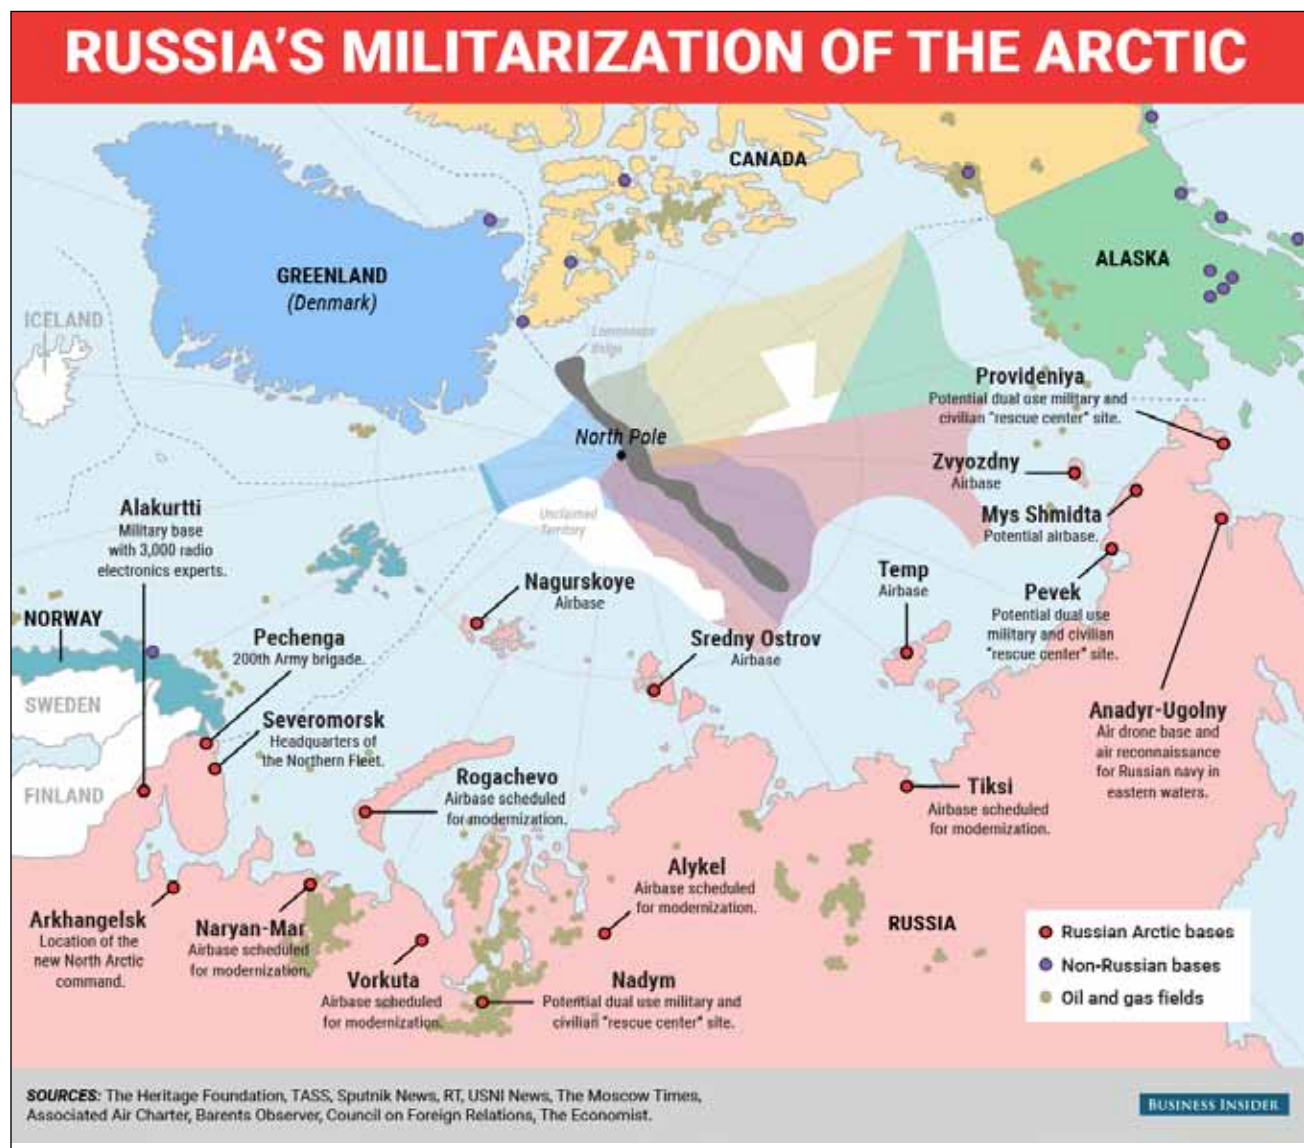 RUSSIA'S MILITARIZATION OF THE ARCTIC
CANADA
GREENLAND
(Denmark)
ALASKA
ICELAND
Lomonosov
Ridge
North Pole
Provideniya
Potential dual use military and
civilian "rescue center" site.
Zvyozdny
Airbase
Mys Shmidta
Potential airbase.
Alakurtti
Military base
with 3,000 radio
electronics experts.
Unclaimed
Territory
Nagurskoye
Airbase
Temp
Airbase
Pevek
Potential dual use
military and civilian
"rescue center" site.
NORWAY
Pechenga
200th Army brigade.
Sredny Ostrov
Airbase
SWEDEN
Severomorsk
Headquarters of
the Northern Fleet.
Anadyr-Ugolny
Air drone base and
air reconnaissance
for Russian navy in
eastern waters.
FINLAND
Rogachevo
Airbase scheduled
for modernization.
Tiksi
Airbase scheduled
for modernization.
Alykel
Airbase scheduled
for modernization.
Arkhangelsk
Location of the
new North Arctic
command.
Naryan-Mar
Airbase scheduled
for modernization.
RUSSIA
Vorkuta
Airbase scheduled
for modernization.
Nadym
Potential dual use military and
civilian "rescue center" site.
Russian Arctic bases
Non-Russian bases
Oil and gas fields
SOURCES: The Heritage Foundation, TASS, Sputnik News, RT, USNI News, The Moscow Times,
Associated Air Charter, Barents Observer, Council on Foreign Relations, The Economist.
BUSINESS INSIDER